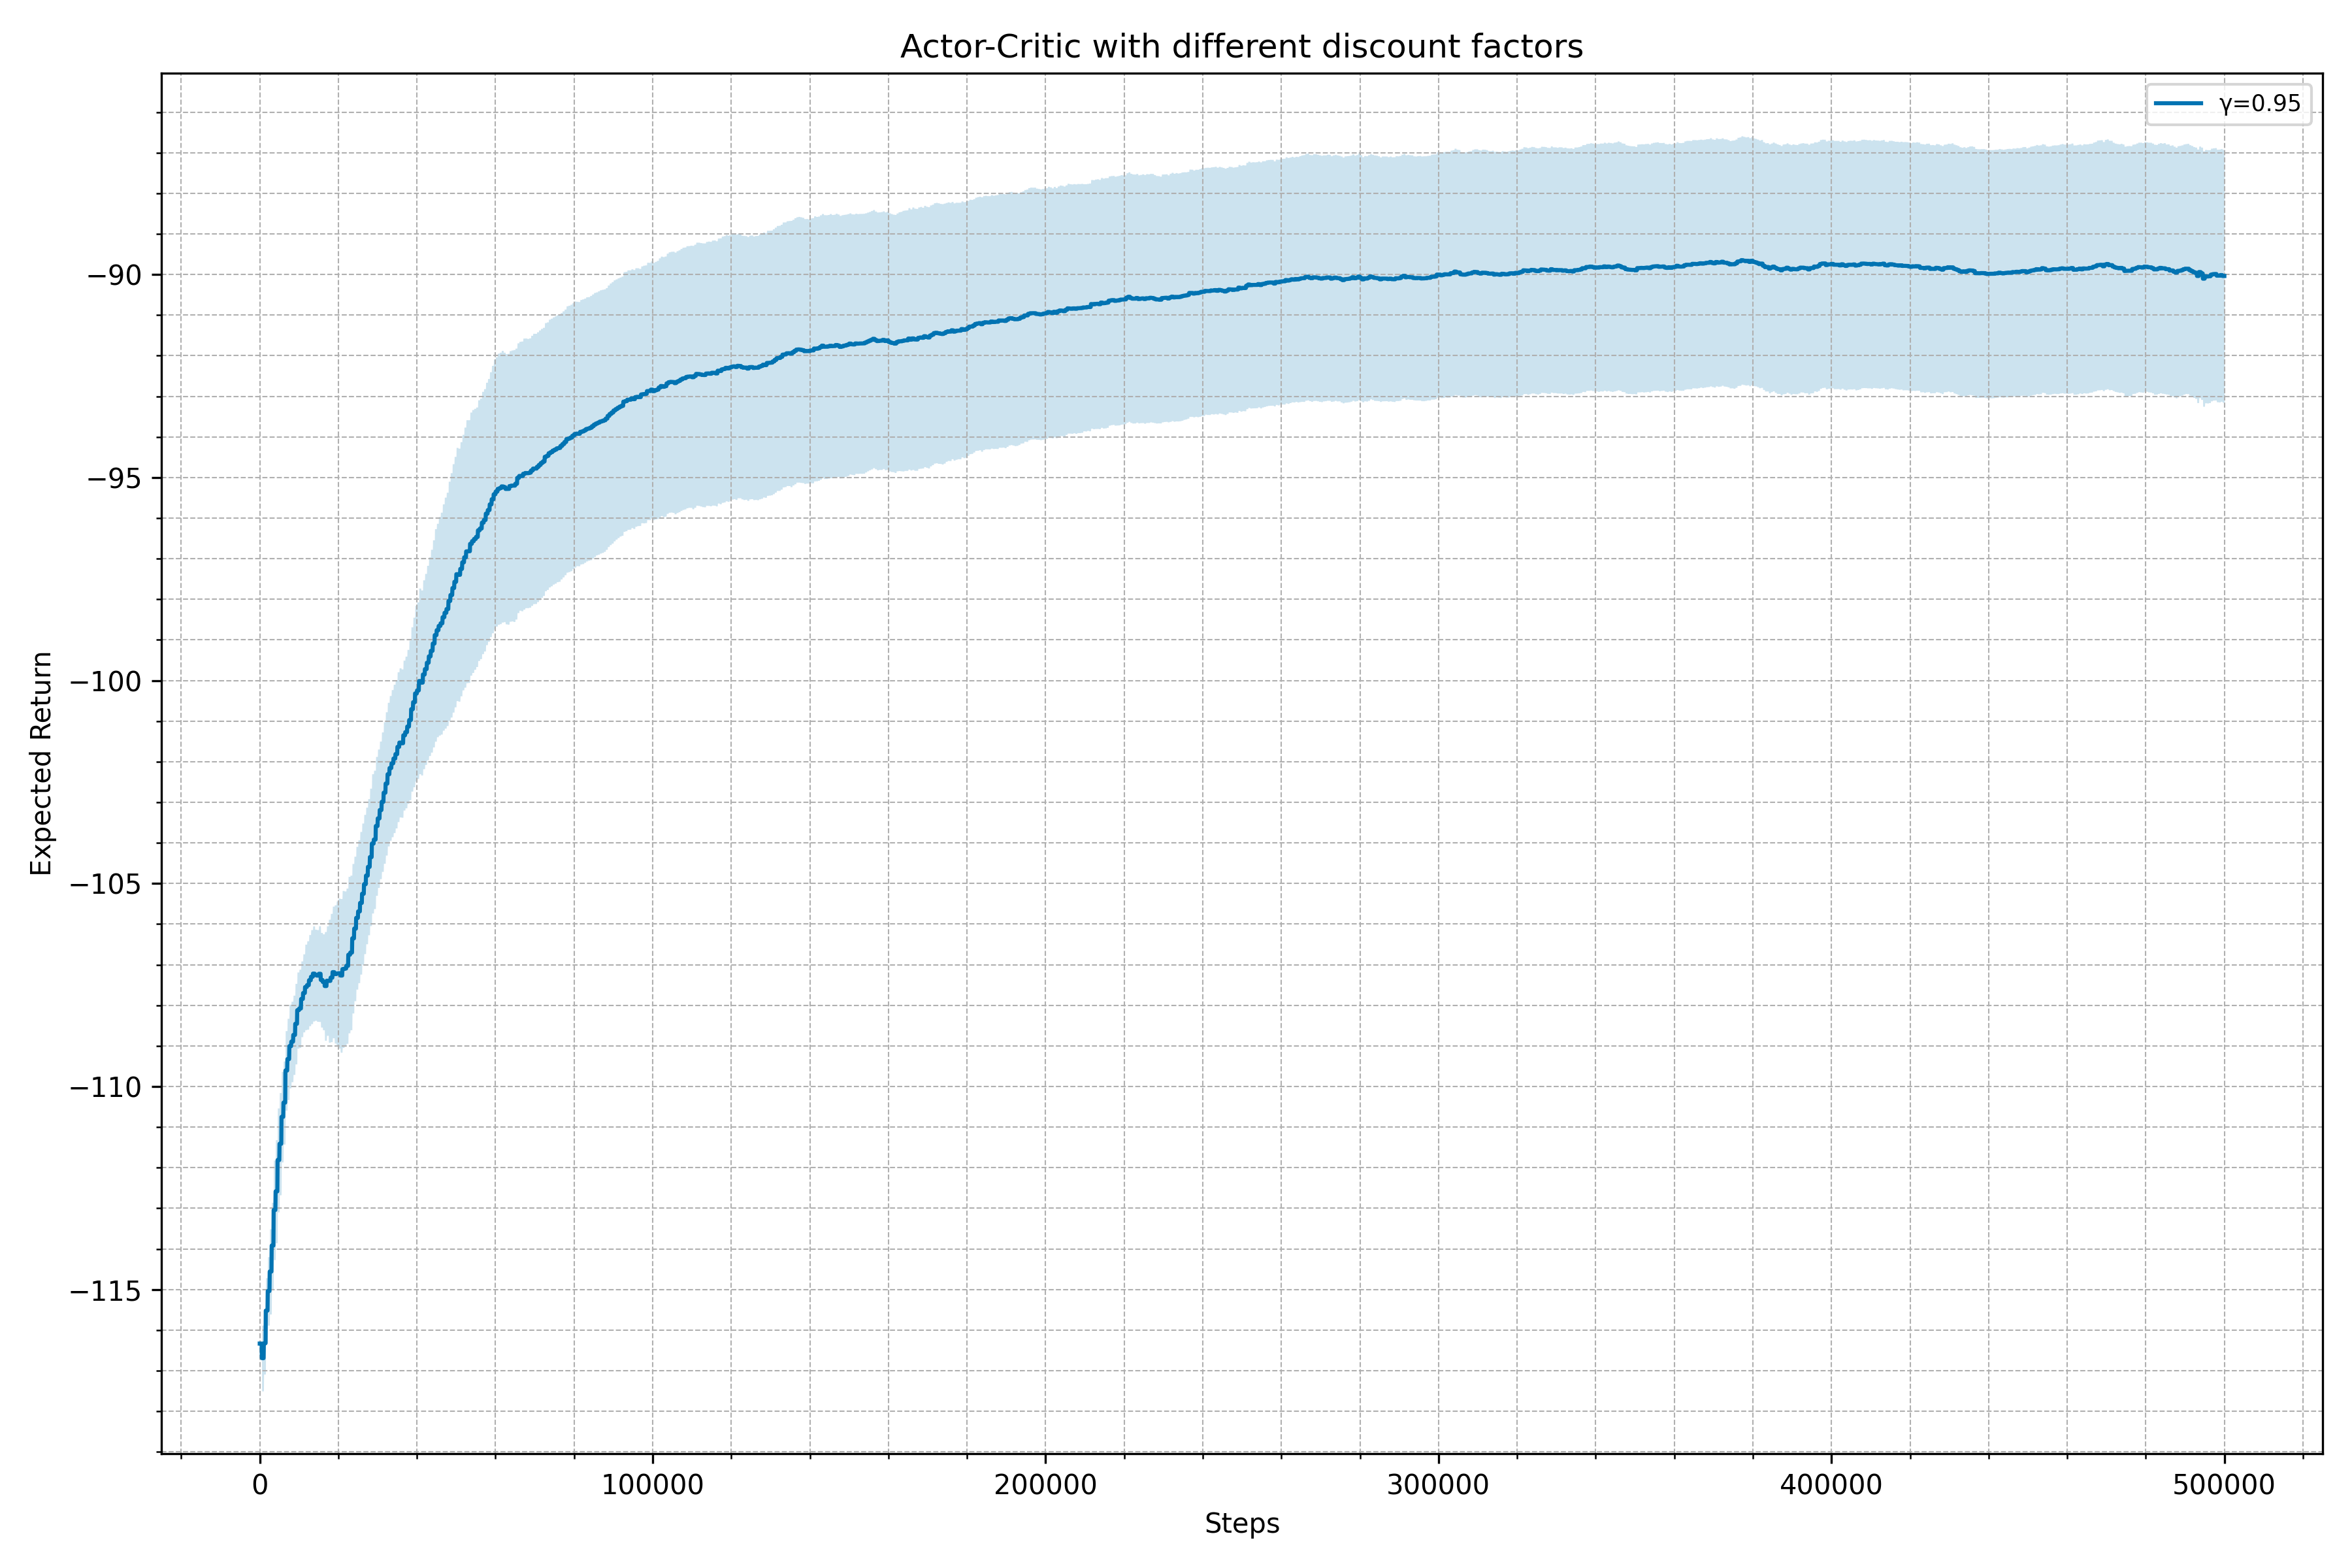 Actor-Critic with different discount factors
γ=0.95
Expected Return
−90
−95
−100
−105
−110
−115
0 100000 200000 300000 400000 500000
Steps